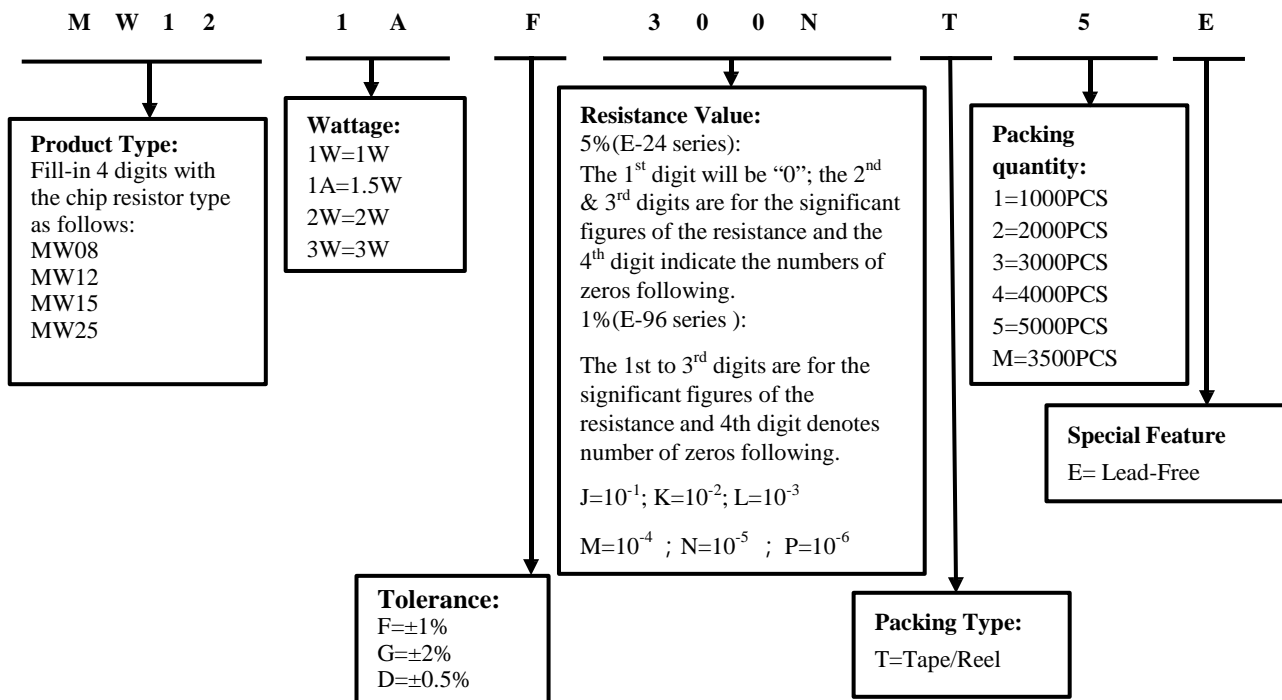 M W 1 2 1 A F 3 0 0 N T 5 E
Product Type:
Fill-in 4 digits with
the chip resistor type
as follows:
MW08
MW12
MW15
MW25
Wattage:
1W=1W
1A=1.5W
2W=2W
3W=3W
Tolerance:
F=±1%
G=±2%
D=±0.5%
Resistance Value:
5%(E-24 series):
The 1st digit will be “0”; the 2nd
& 3rd digits are for the significant
figures of the resistance and the
4th digit indicate the numbers of
zeros following.
1%(E-96 series ):
The 1st to 3rd digits are for the
significant figures of the
resistance and 4th digit denotes
number of zeros following.
J=10-1; K=10-2; L=10-3
M=10-4 ; N=10-5 ; P=10-6
Packing Type:
T=Tape/Reel
Packing
quantity:
1=1000PCS
2=2000PCS
3=3000PCS
4=4000PCS
5=5000PCS
M=3500PCS
Special Feature
E= Lead-Free